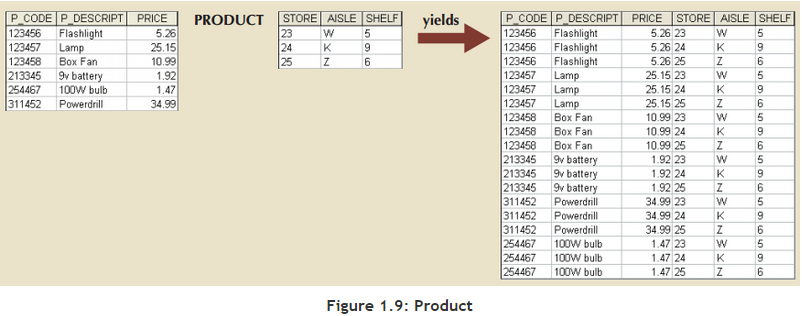 P_CODE P_DESCRIPT PRICE
123456 Flashlight 5.26
123457 Lamp 25.15
123458 Box Fan 10.99
213345 9v battery 1.92
254467 100W bulb 1.47
311452 Powerdrill 34.99
PRODUCT
STORE AISLE SHELF
23 W 5
24 K 9
25 Z 6
yields
P_CODE P_DESCRIPT PRICE STORE AISLE SHELF
123456 Flashlight 5.26 23 W 5
123456 Flashlight 5.26 24 K 9
123456 Flashlight 5.26 25 Z 6
123457 Lamp 25.15 23 W 5
123457 Lamp 25.15 24 K 9
123457 Lamp 25.15 25 Z 6
123458 Box Fan 10.99 23 W 5
123458 Box Fan 10.99 24 K 9
123458 Box Fan 10.99 25 Z 6
213345 9v battery 1.92 23 W 5
213345 9v battery 1.92 24 K 9
213345 9v battery 1.92 25 Z 6
311452 Powerdrill 34.99 23 W 5
311452 Powerdrill 34.99 24 K 9
311452 Powerdrill 34.99 25 Z 6
254467 100W bulb 1.47 23 W 5
254467 100W bulb 1.47 24 K 9
254467 100W bulb 1.47 25 Z 6
Figure 1.9: Product